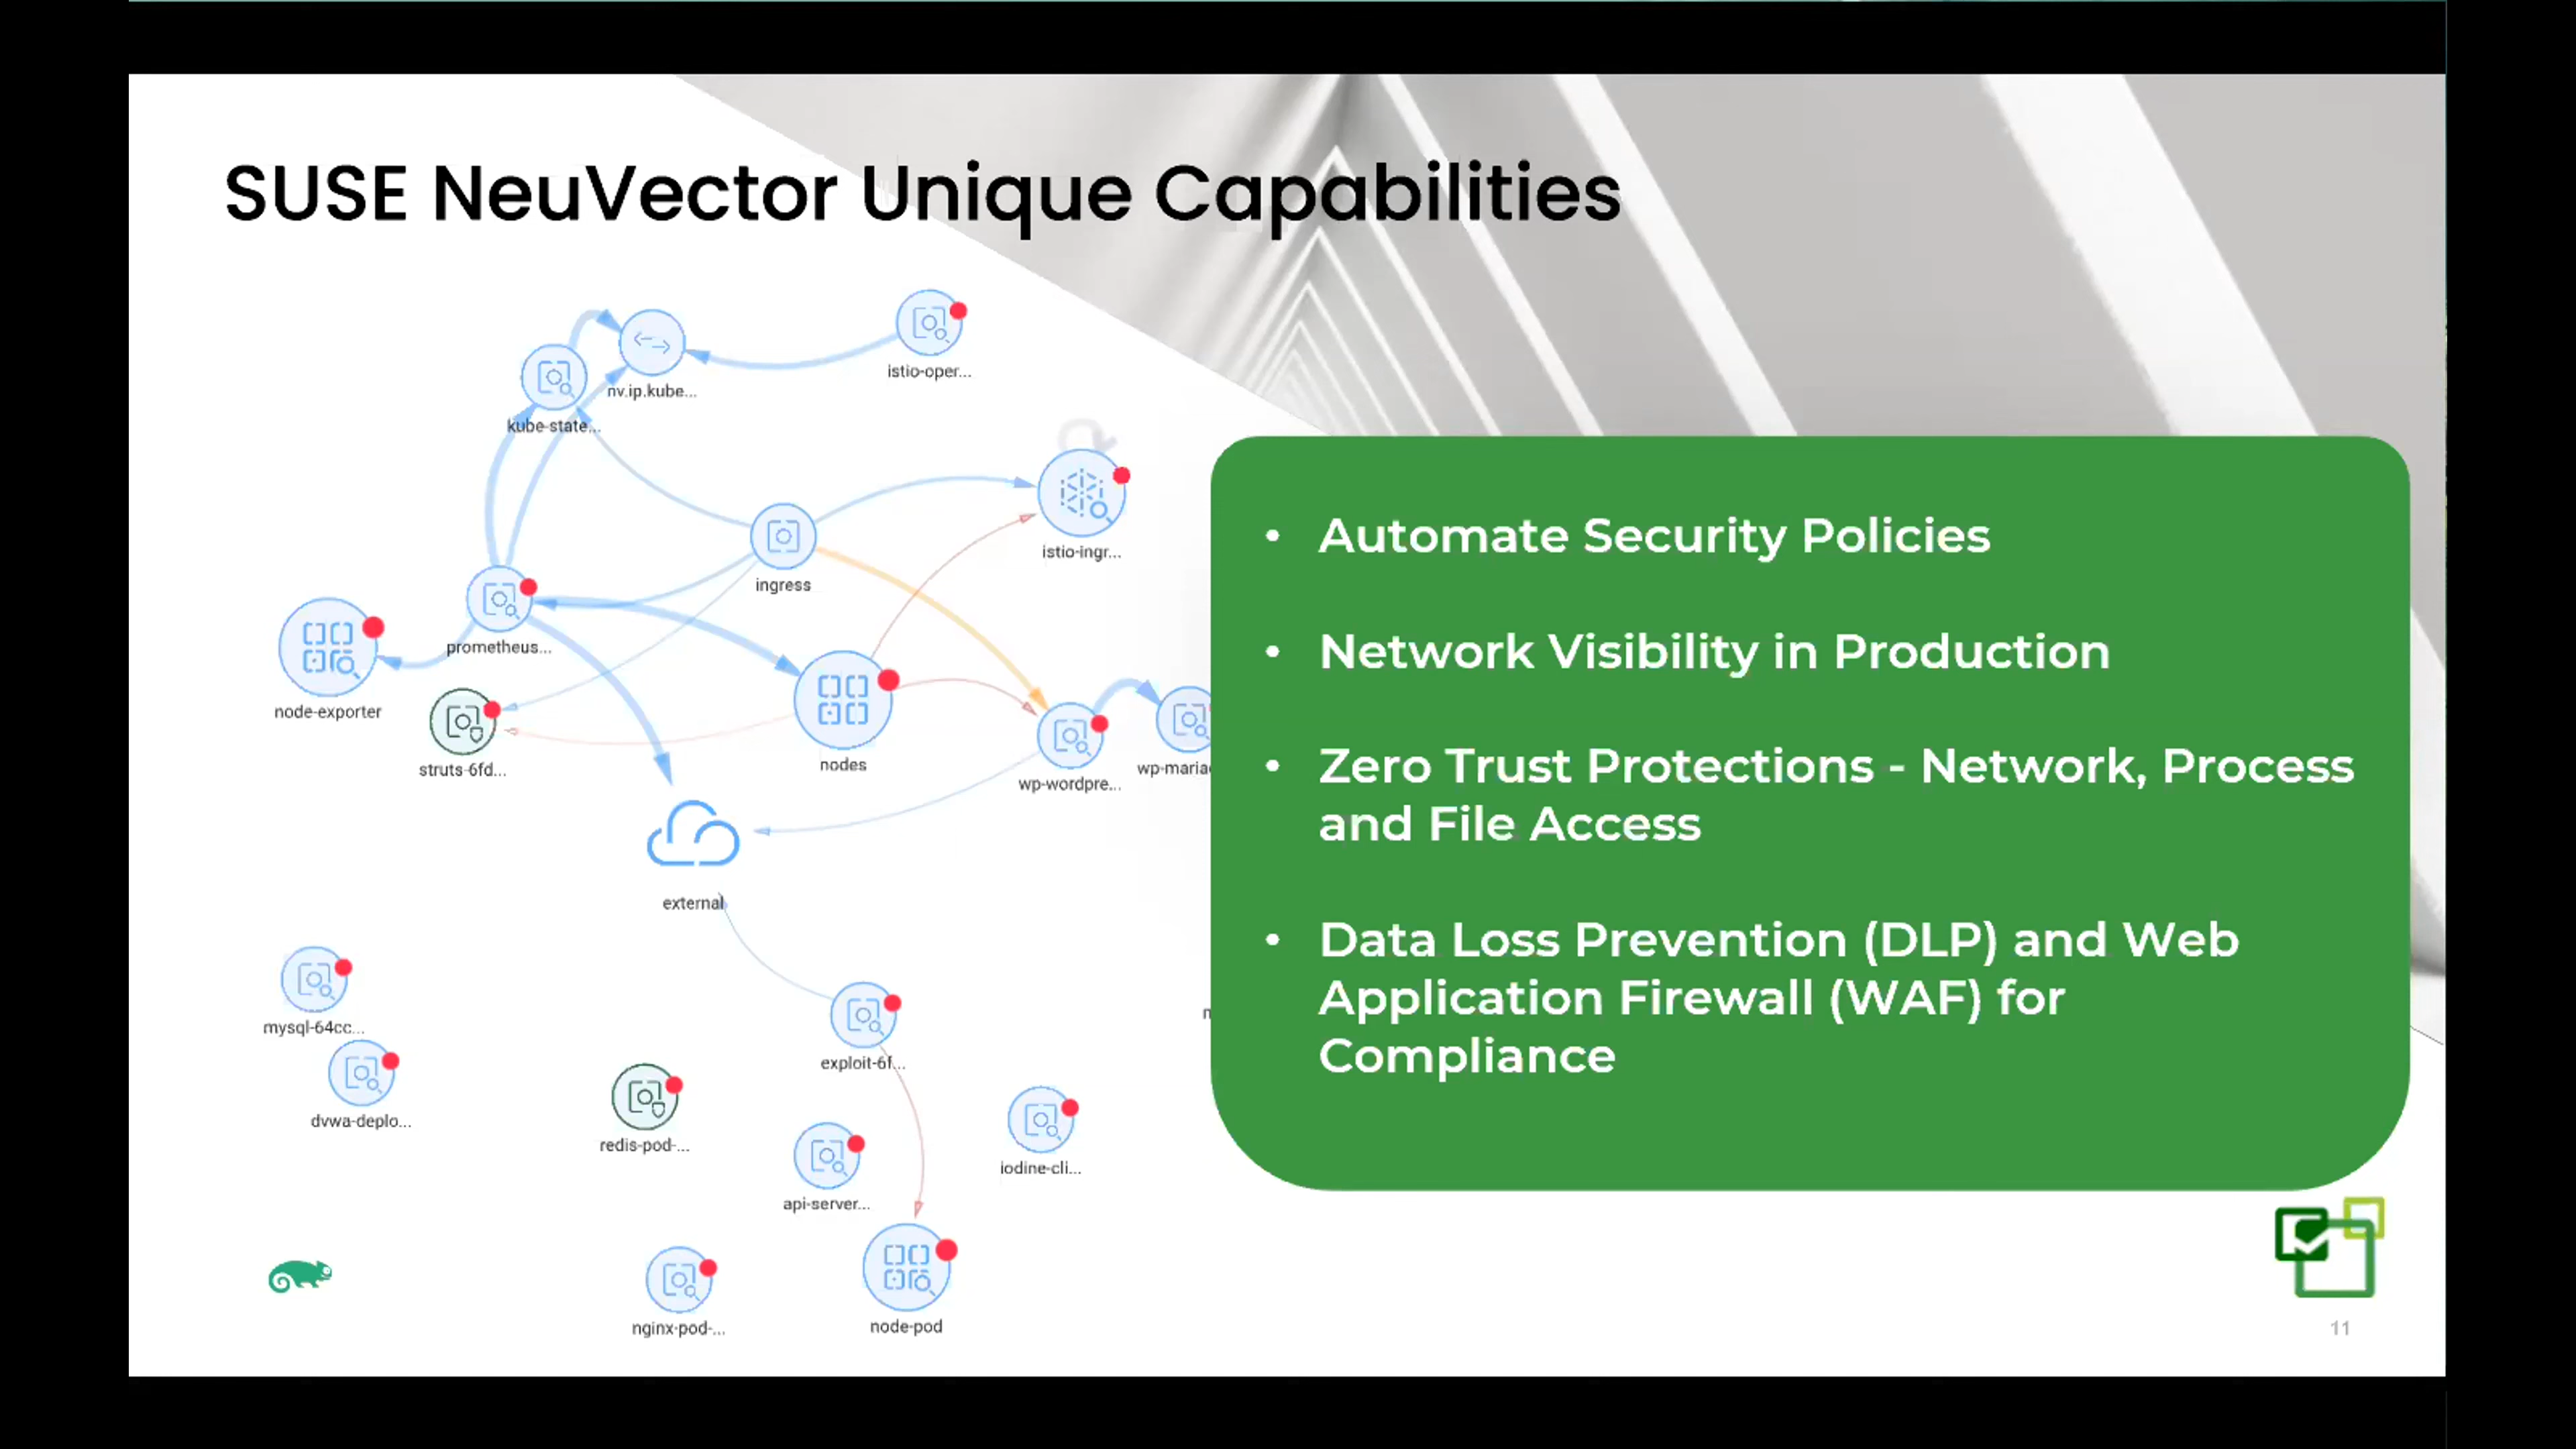 SUSE NeuVector Unique Capabilities
istio-oper...
nv.ip.kube...
kube-state...
istio-ingr...
ingress
prometheus...
node-exporter
struts-6fd...
nodes
wp-wordpre...
wp-maria
external
mysql-64cc...
exploit-6f...
dvwa-deplo...
redis-pod-...
iodine-cli...
api-server...
nginx-pod-...
node-pod
• Automate Security Policies
• Network Visibility in Production
• Zero Trust Protections - Network, Process
and File Access
• Data Loss Prevention (DLP) and Web
Application Firewall (WAF) for
Compliance
11